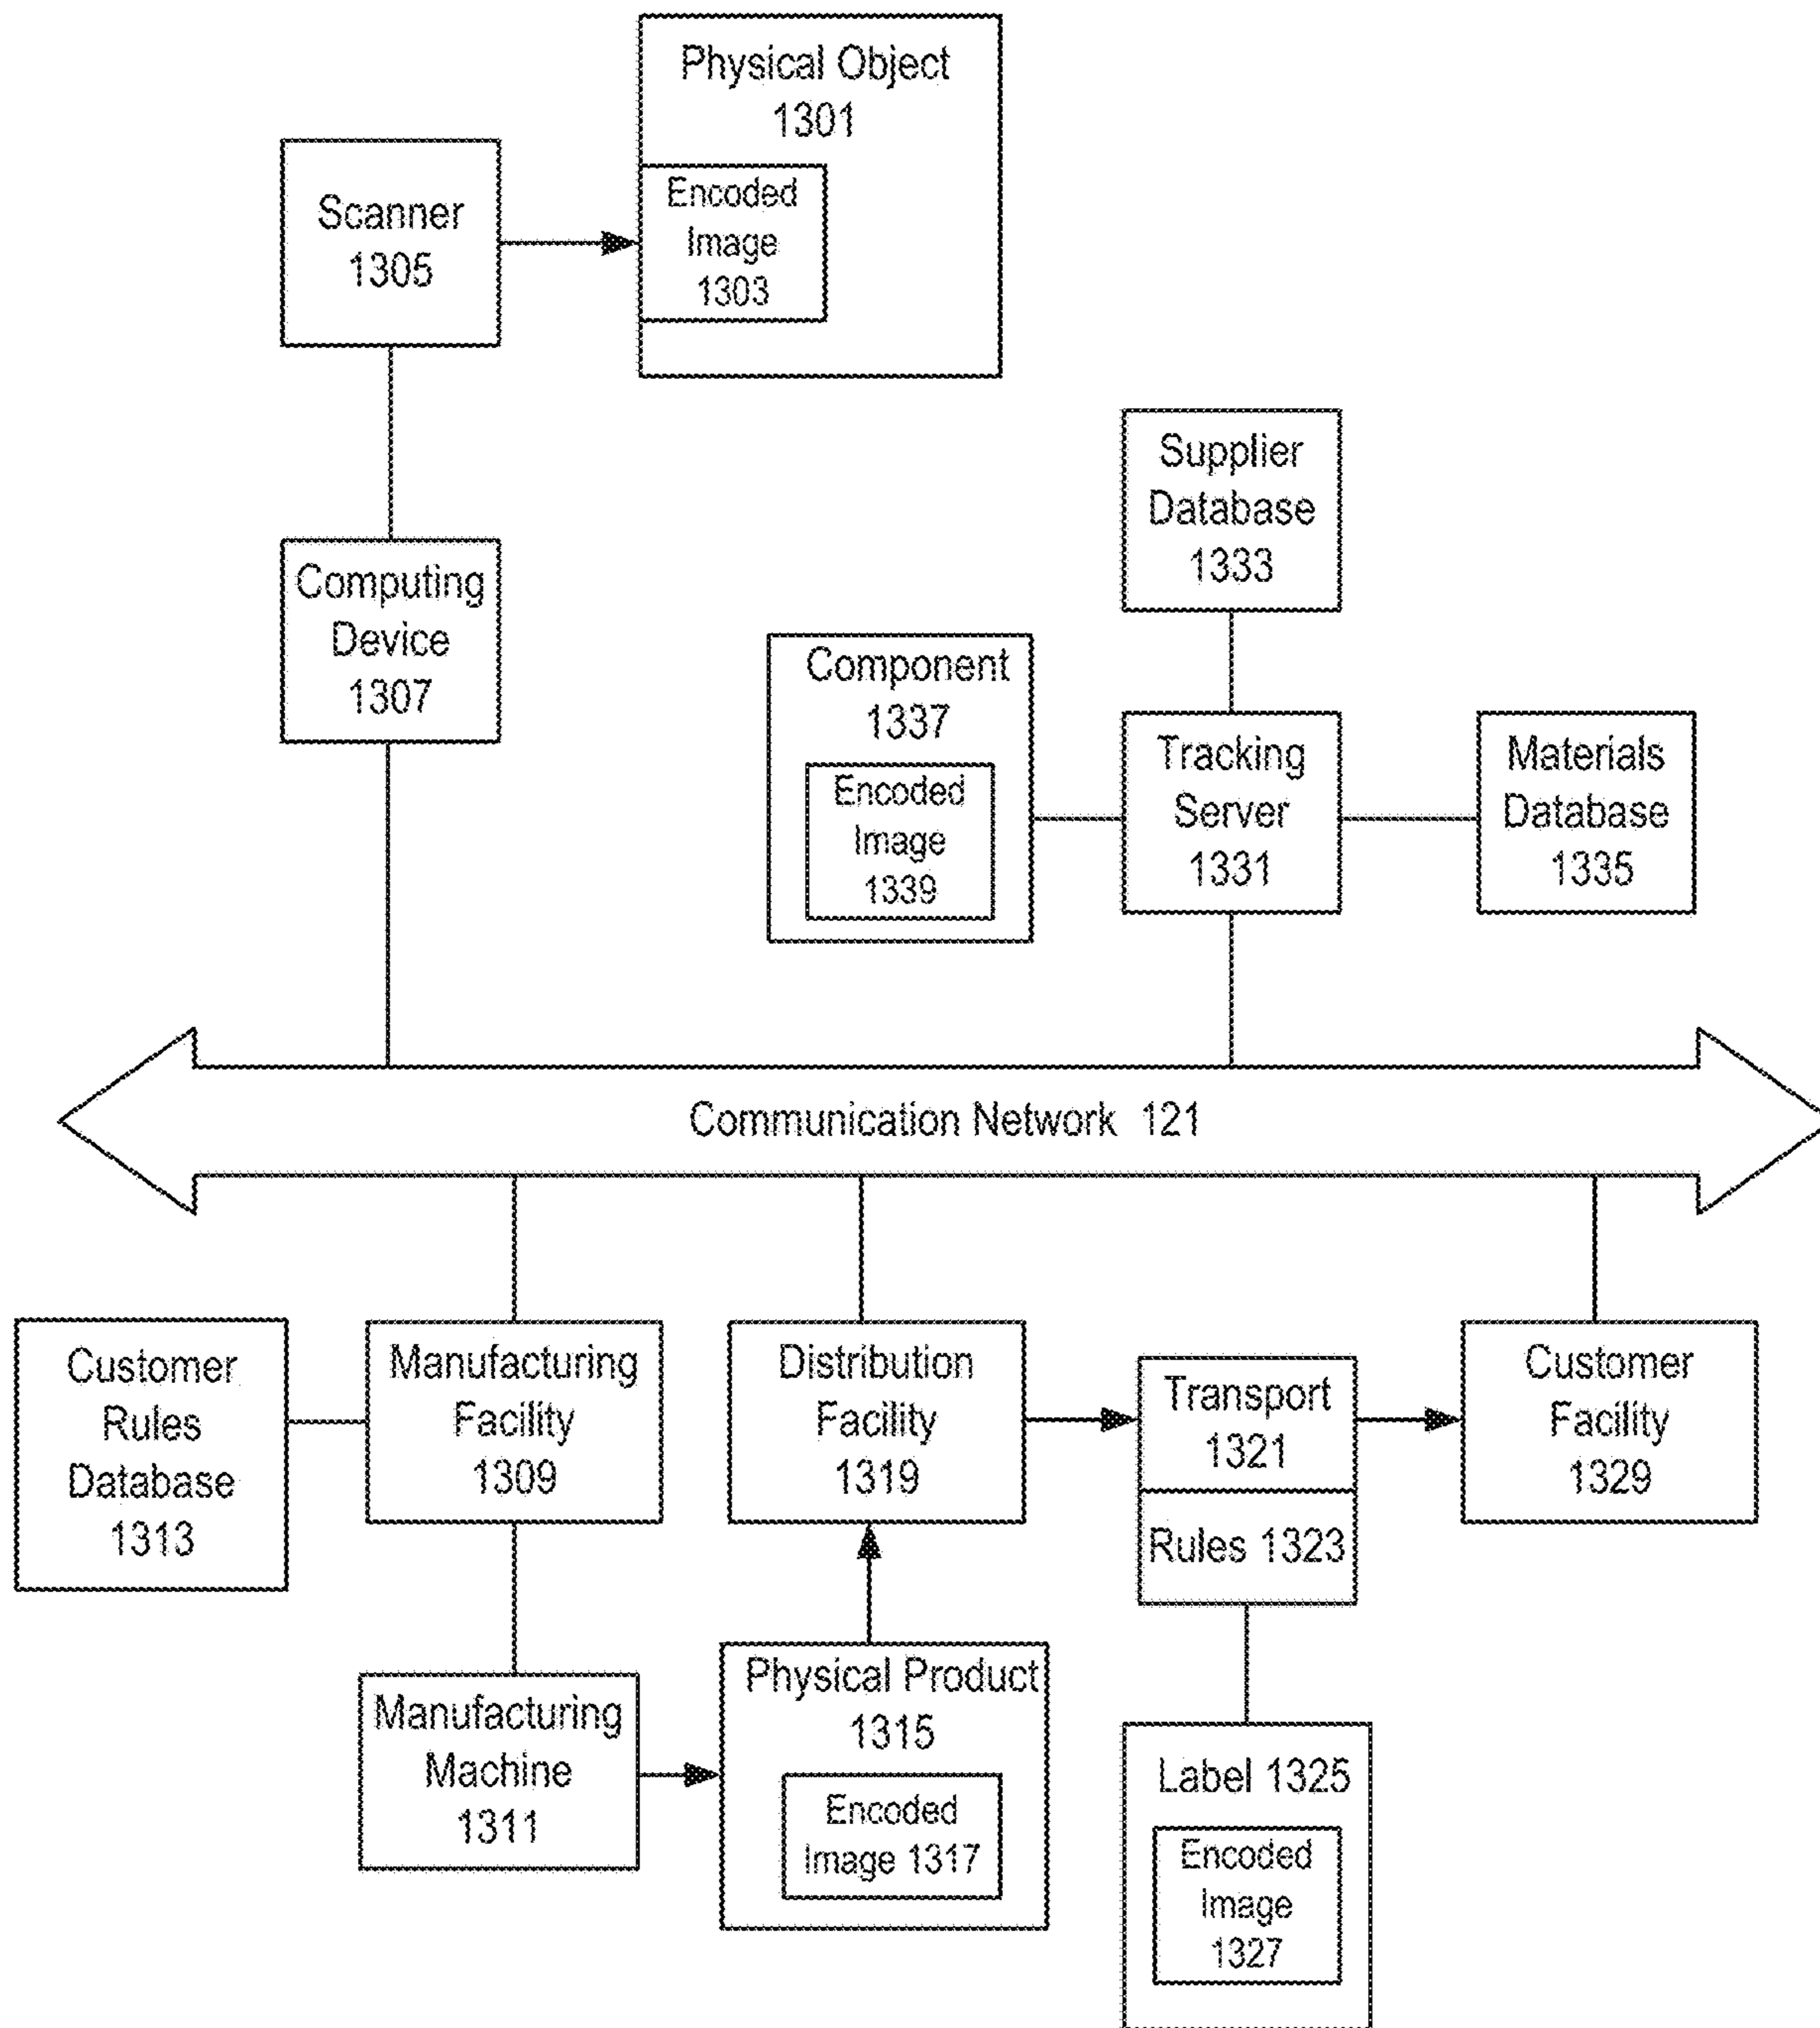 Physical Object
1301
Encoded
Image
1303
Scanner
1305
Supplier
Database
1333
Computing
Device
1307
Component
1337
Encoded
Image
1339
Tracking
Server
1331
Materials
Database
1335
Communication Network 121
Customer
Rules
Database
1313
Manufacturing
Facility
1309
Distribution
Facility
1319
Transport
1321
Rules 1323
Customer
Facility
1329
Manufacturing
Machine
1311
Physical Product
1315
Encoded
Image 1317
Label 1325
Encoded
Image
1327